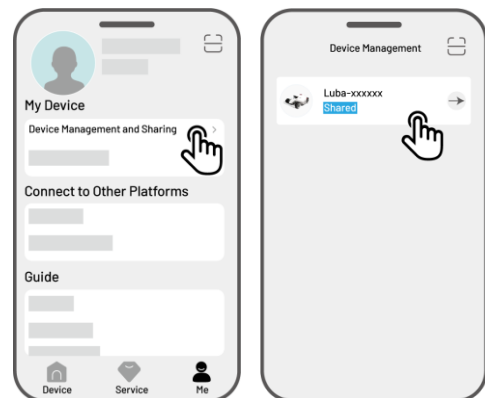 My Device
Device Management and Sharing
Connect to Other Platforms
Guide
Device
Service
Me
Device Management
Luba-xxxxxx
Shared